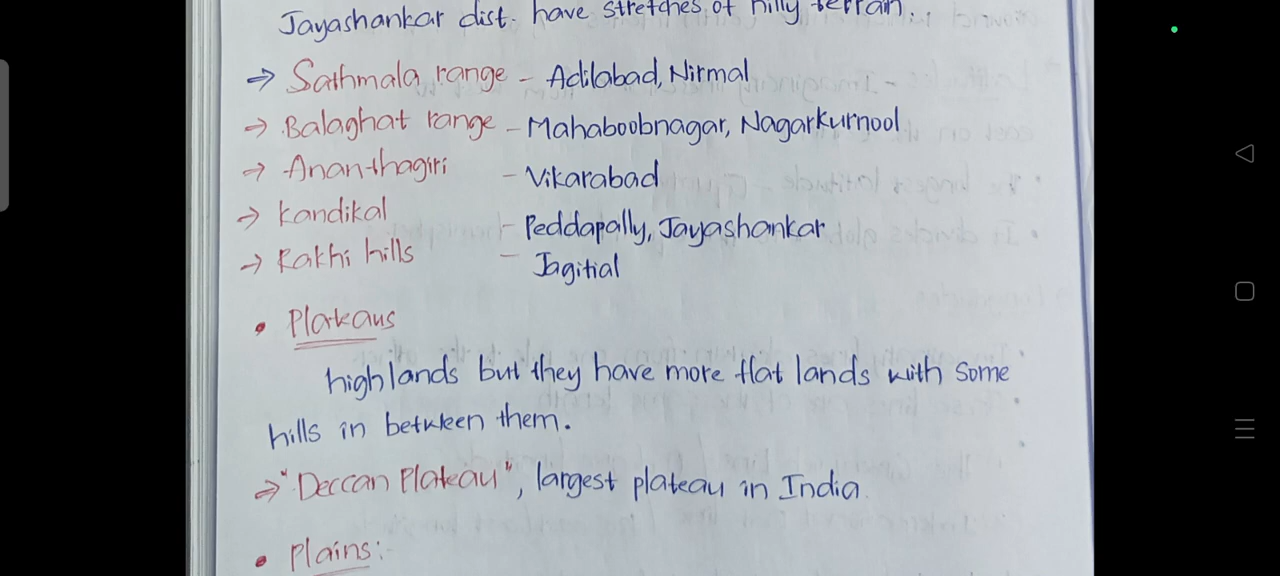 Jayashankar dist. have stretches of hilly terrain..
→ Sathmala range - Adilabad, Nirmal
→ Balaghat range - Mahaboobnagar, Nagarkurnool
→ Ananthagiri - Vikarabad
→ Kandikal - Peddapally, Jayashankar
→ Rakhi hills - Jagitial
• Plateaus
highlands but they have more flat lands with some
hills in between them.
→ "Deccan Plateau", largest plateau in India.
• Plains:-